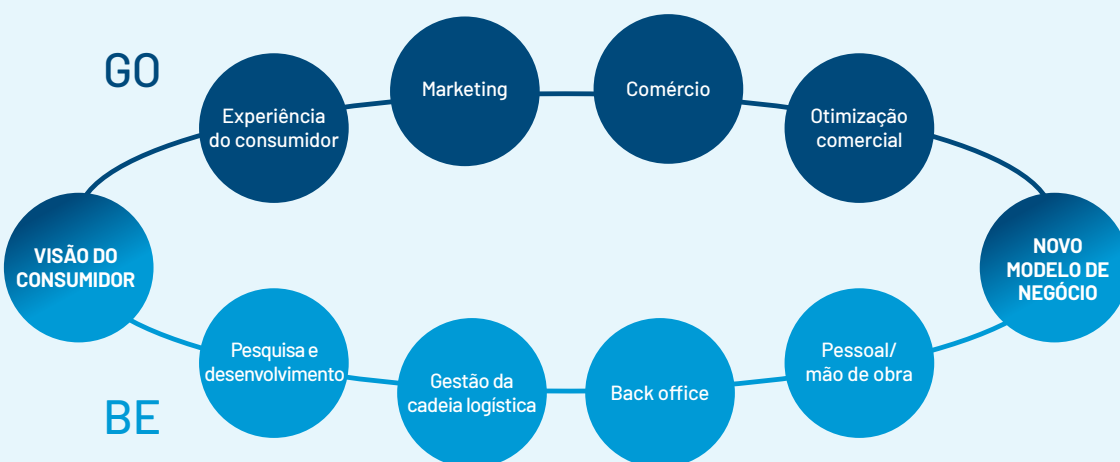 GO
Experiência
do consumidor
Marketing
Comércio
Otimização
comercial
VISÃO DO
CONSUMIDOR
NOVO
MODELO DE
NEGÓCIO
Pesquisa e
desenvolvimento
Gestão da
cadeia logística
Back office
Pessoal/
mão de obra
BE